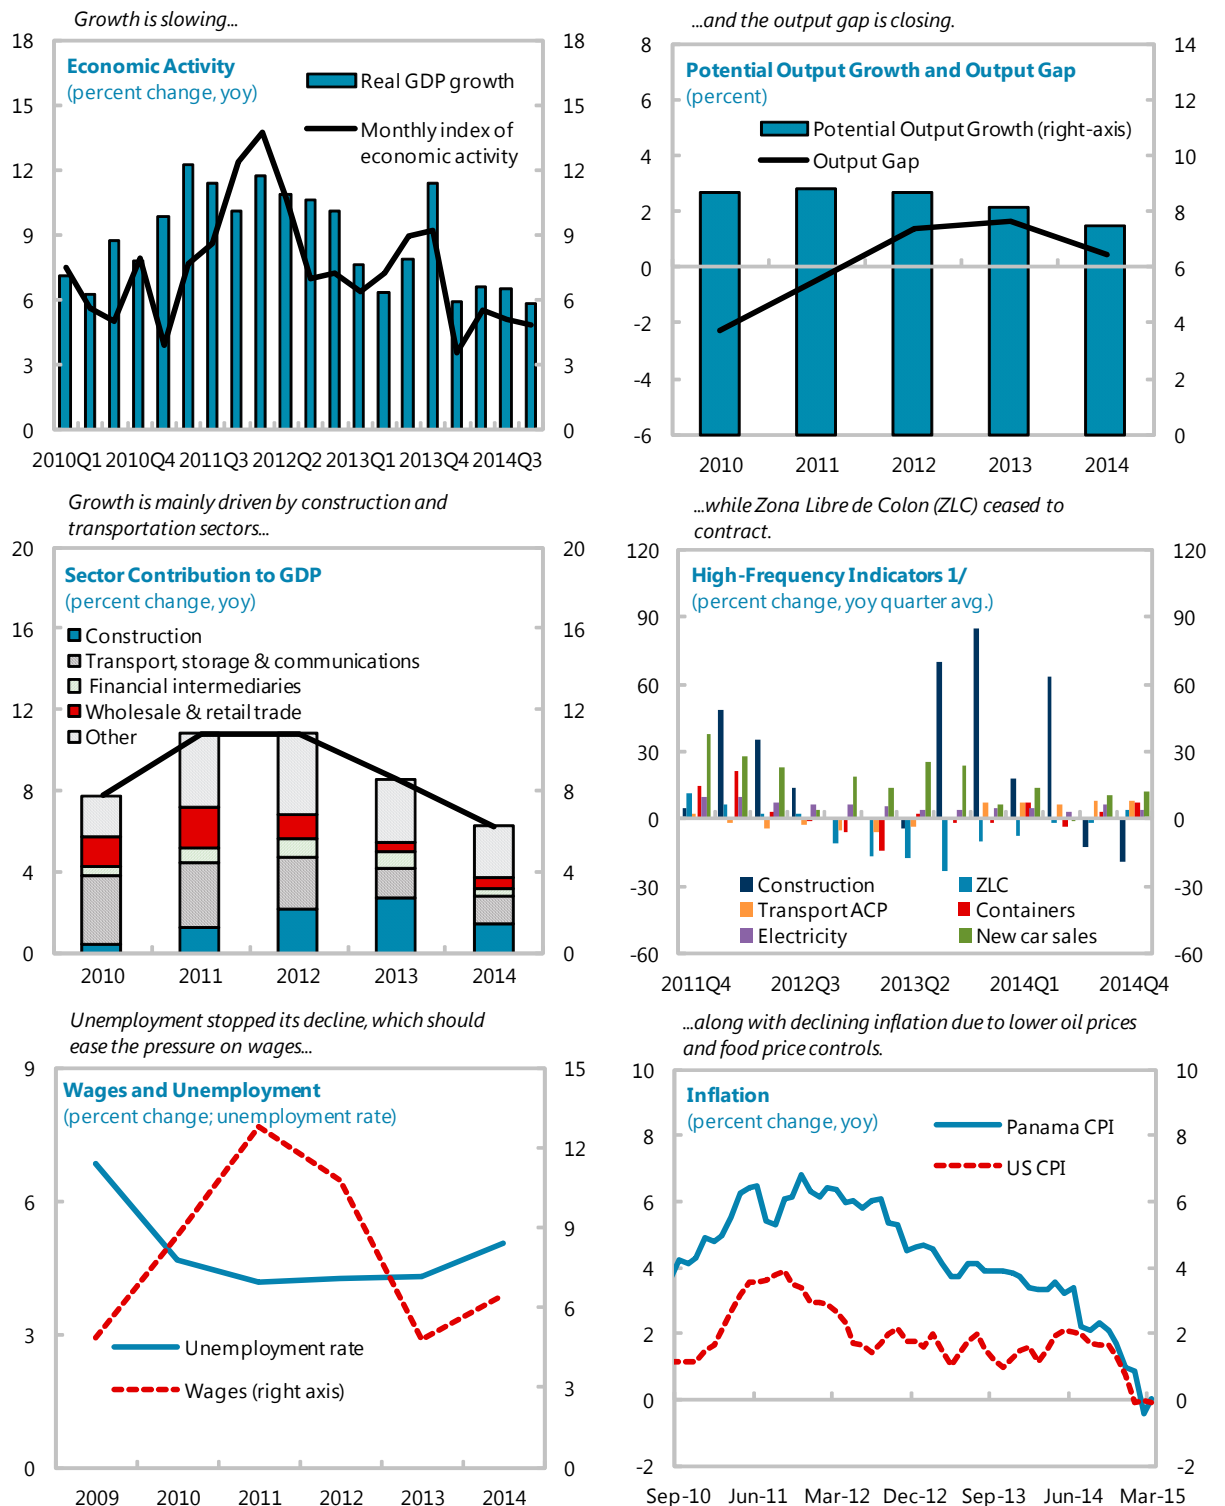 Growth is slowing...
18
15
12
9
6
3
0
18
15
12
9
6
3
0
Economic Activity
(percent change, yoy)
Real GDP growth
Monthly index of
economic activity
2010Q1 2010Q4 2011Q3 2012Q2 2013Q1 2013Q4 2014Q3
...and the output gap is closing.
8
6
4
2
0
-2
-4
-6
14
12
10
8
6
4
2
0
Potential Output Growth and Output Gap
(percent)
Potential Output Growth (right-axis)
Output Gap
2010 2011 2012 2013 2014
Growth is mainly driven by construction and
transportation sectors...
20
16
12
8
4
0
20
16
12
8
4
0
Sector Contribution to GDP
(percent change, yoy)
Construction
Transport, storage & communications
Financial intermediaries
Wholesale & retail trade
Other
2010 2011 2012 2013 2014
...while Zona Libre de Colon (ZLC) ceased to
contract.
120
90
60
30
0
-30
-60
120
90
60
30
0
-30
-60
High-Frequency Indicators 1/
(percent change, yoy quarter avg.)
Construction ZLC
Transport ACP Containers
Electricity New car sales
2011Q4 2012Q3 2013Q2 2014Q1 2014Q4
Unemployment stopped its decline, which should
ease the pressure on wages...
9
6
3
0
15
12
9
6
3
0
Wages and Unemployment
(percent change; unemployment rate)
Unemployment rate
Wages (right axis)
2009 2010 2011 2012 2013 2014
...along with declining inflation due to lower oil prices
and food price controls.
10
8
6
4
2
0
-2
10
8
6
4
2
0
-2
Inflation
(percent change, yoy)
Panama CPI
US CPI
Sep-10 Jun-11 Mar-12 Dec-12 Sep-13 Jun-14 Mar-15